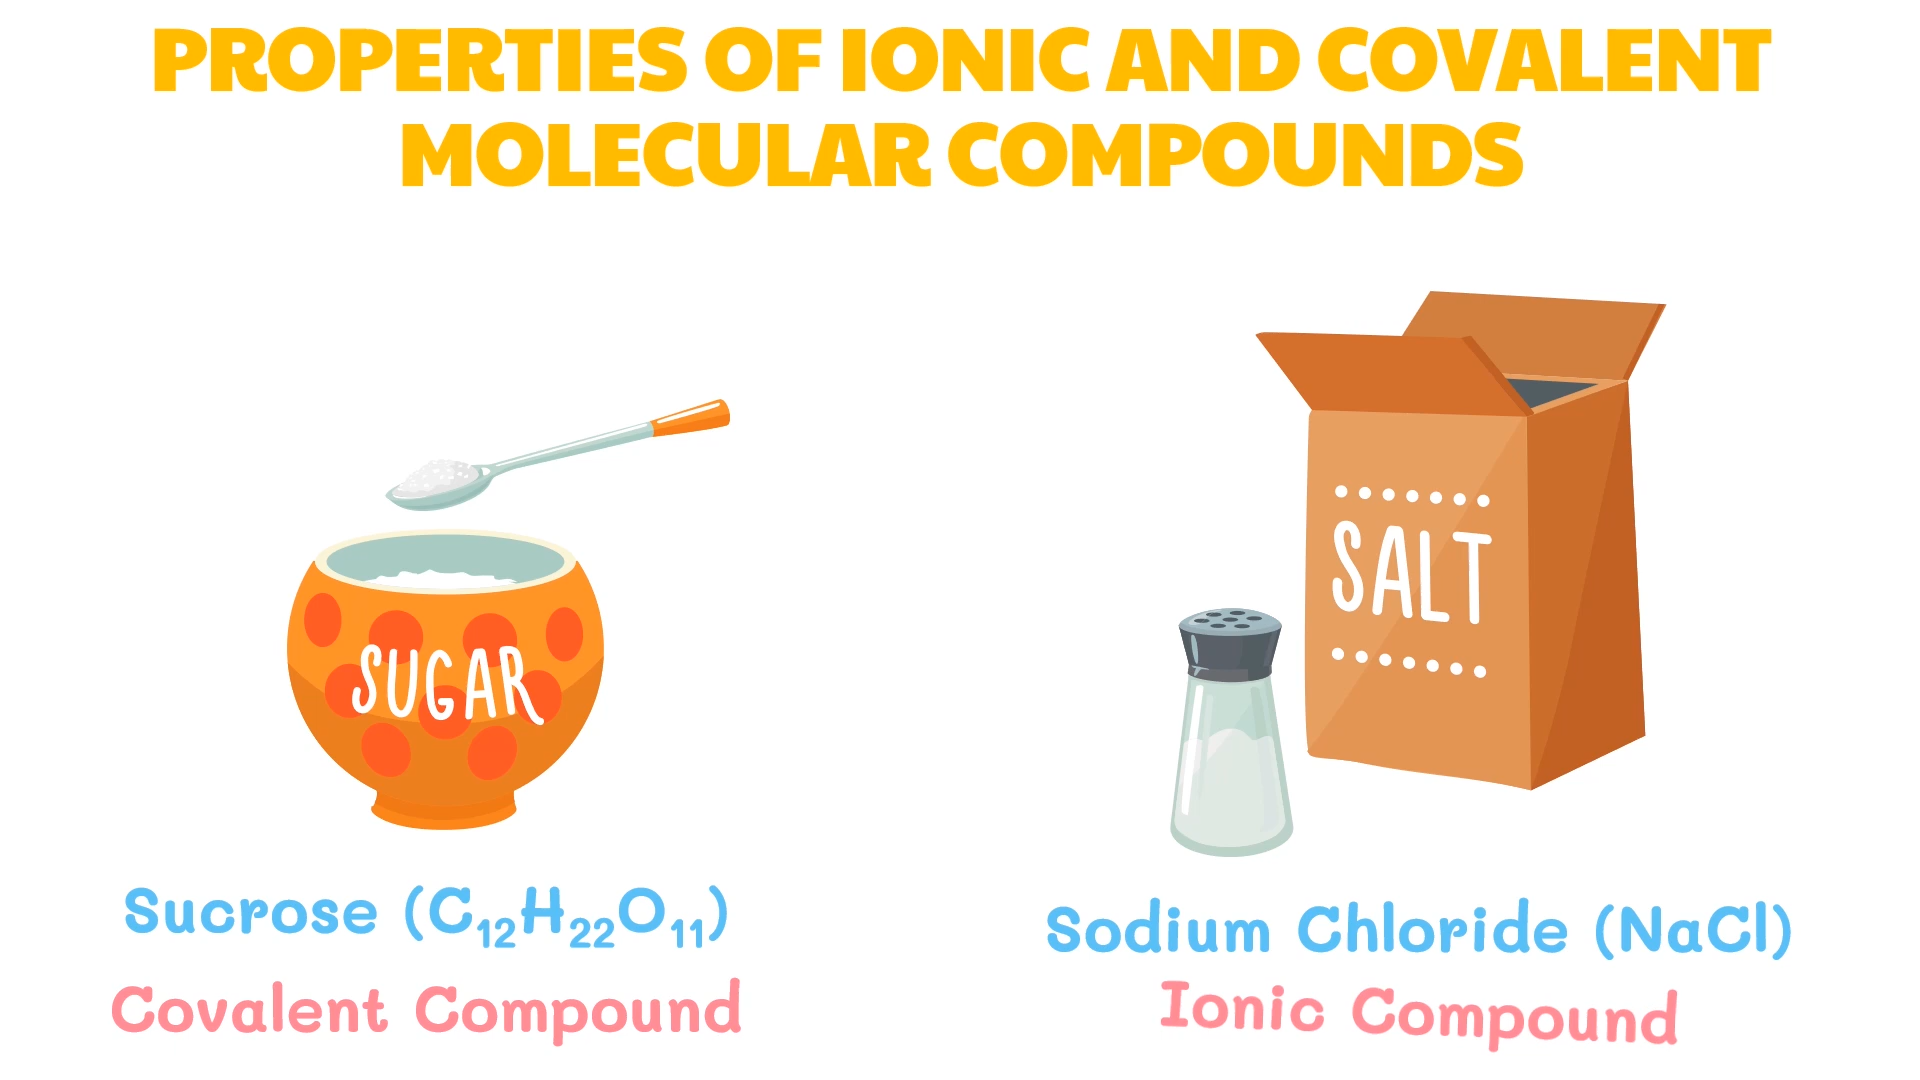 PROPERTIES OF IONIC AND COVALENT
MOLECULAR COMPOUNDS
SUGAR
SALT
Sucrose (C₁₂H₂₂O₁₁)
Covalent Compound
Sodium Chloride (NaCl)
Ionic Compound